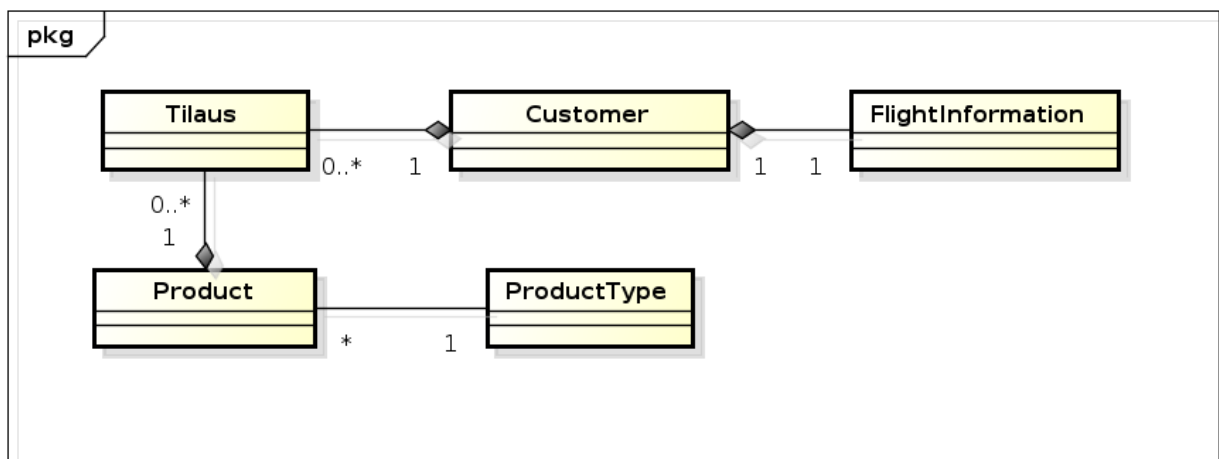 pkg
Tilaus
Customer
FlightInformation
0..* 1 1 1
0..*
1
Product
ProductType
* 1